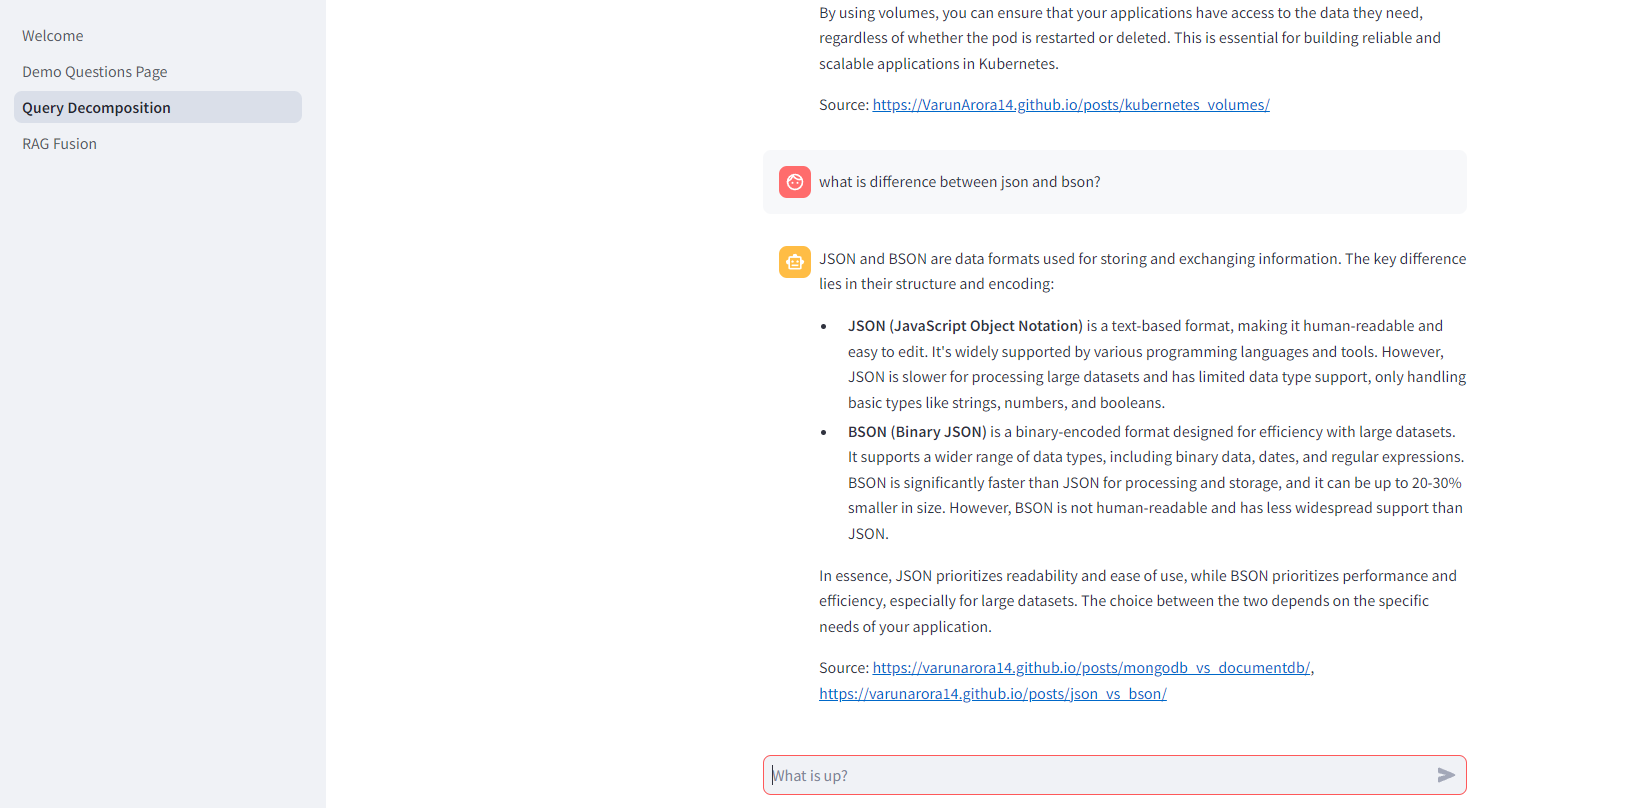 Welcome
Demo Questions Page
Query Decomposition
RAG Fusion
By using volumes, you can ensure that your applications have access to the data they need,
regardless of whether the pod is restarted or deleted. This is essential for building reliable and
scalable applications in Kubernetes.
Source: https://VarunArora14.github.io/posts/kubernetes_volumes/
what is difference between json and bson?
JSON and BSON are data formats used for storing and exchanging information. The key difference
lies in their structure and encoding:
• JSON (JavaScript Object Notation) is a text-based format, making it human-readable and
easy to edit. It's widely supported by various programming languages and tools. However,
JSON is slower for processing large datasets and has limited data type support, only handling
basic types like strings, numbers, and booleans.
• BSON (Binary JSON) is a binary-encoded format designed for efficiency with large datasets.
It supports a wider range of data types, including binary data, dates, and regular expressions.
BSON is significantly faster than JSON for processing and storage, and it can be up to 20-30%
smaller in size. However, BSON is not human-readable and has less widespread support than
JSON.
In essence, JSON prioritizes readability and ease of use, while BSON prioritizes performance and
efficiency, especially for large datasets. The choice between the two depends on the specific
needs of your application.
Source: https://varunarora14.github.io/posts/mongodb_vs_documentdb/,
https://varunarora14.github.io/posts/json_vs_bson/
What is up?